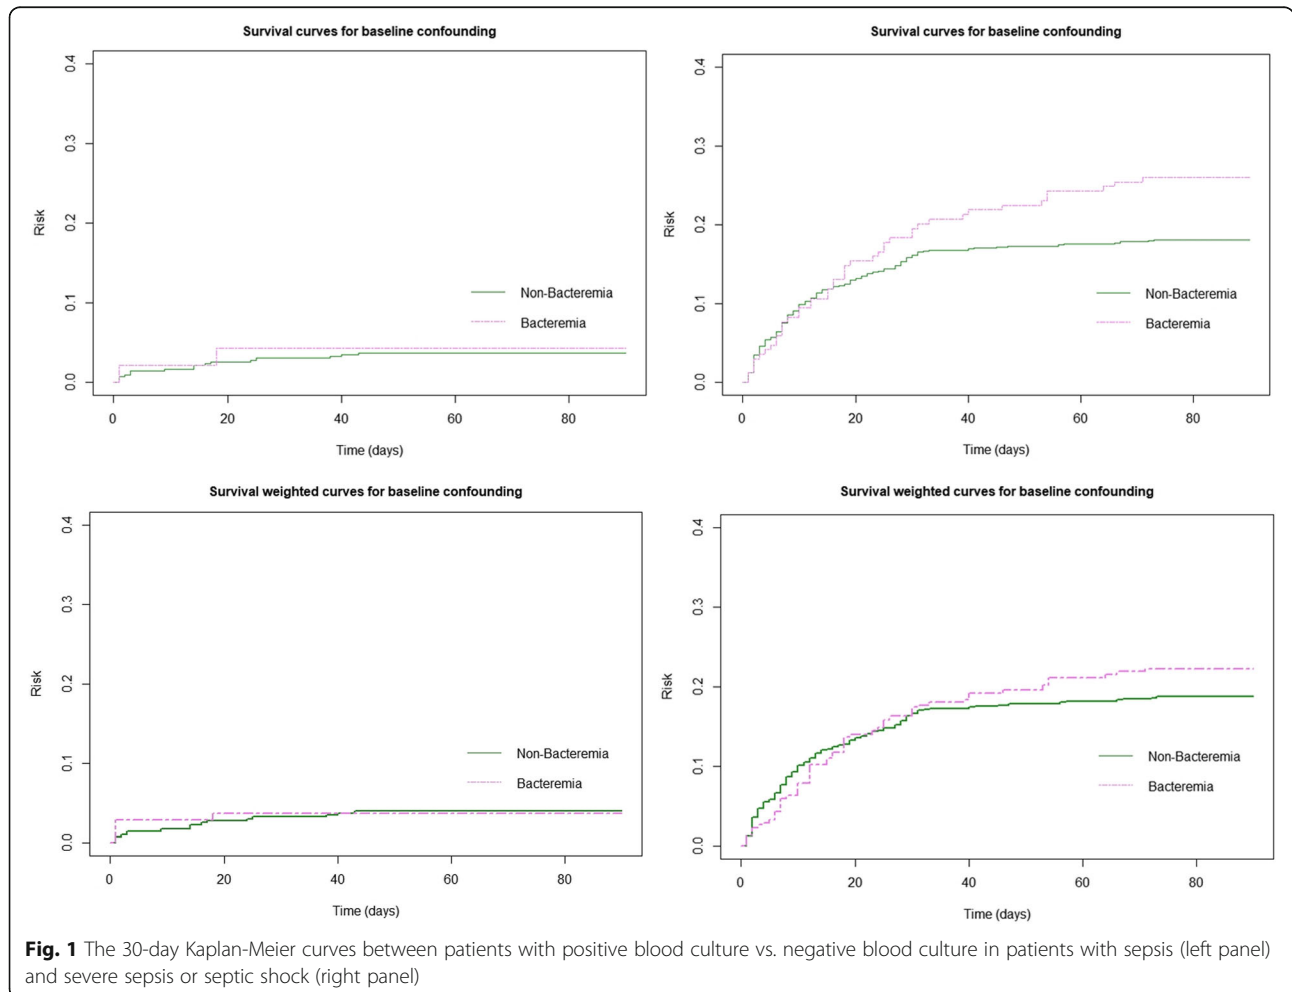 Survival curves for baseline confounding
0.4
0.3
0.2
0.1
0.0
Risk
Non-Bacteremia
Bacteremia
0 20 40 60 80
Time (days)
Survival curves for baseline confounding
0.4
0.3
0.2
0.1
0.0
Risk
Non-Bacteremia
Bacteremia
0 20 40 60 80
Time (days)
Survival weighted curves for baseline confounding
0.4
0.3
0.2
0.1
0.0
Risk
Non-Bacteremia
Bacteremia
0 20 40 60 80
Time (days)
Survival weighted curves for baseline confounding
0.4
0.3
0.2
0.1
0.0
Risk
Non-Bacteremia
Bacteremia
0 20 40 60 80
Time (days)
Fig. 1 The 30-day Kaplan-Meier curves between patients with positive blood culture vs. negative blood culture in patients with sepsis (left panel)
and severe sepsis or septic shock (right panel)